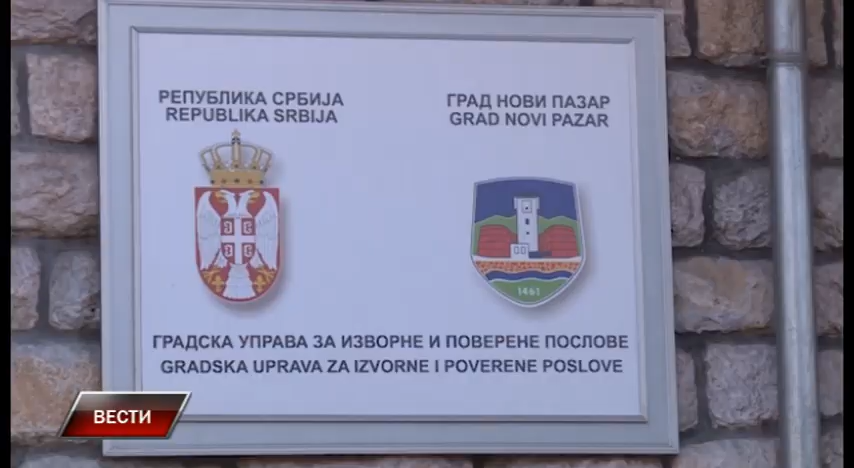 РЕПУБЛИКА СРБИЈА
REPUBLIKA SRBIJA
ГРАД НОВИ ПАЗАР
GRAD NOVI PAZAR
1461
ГРАДСКА УПРАВА ЗА ИЗВОРНЕ И ПОВЕРЕНЕ ПОСЛОВЕ
GRADSKA UPRAVA ZA IZVORNE I POVERENE POSLOVE
ВЕСТИ